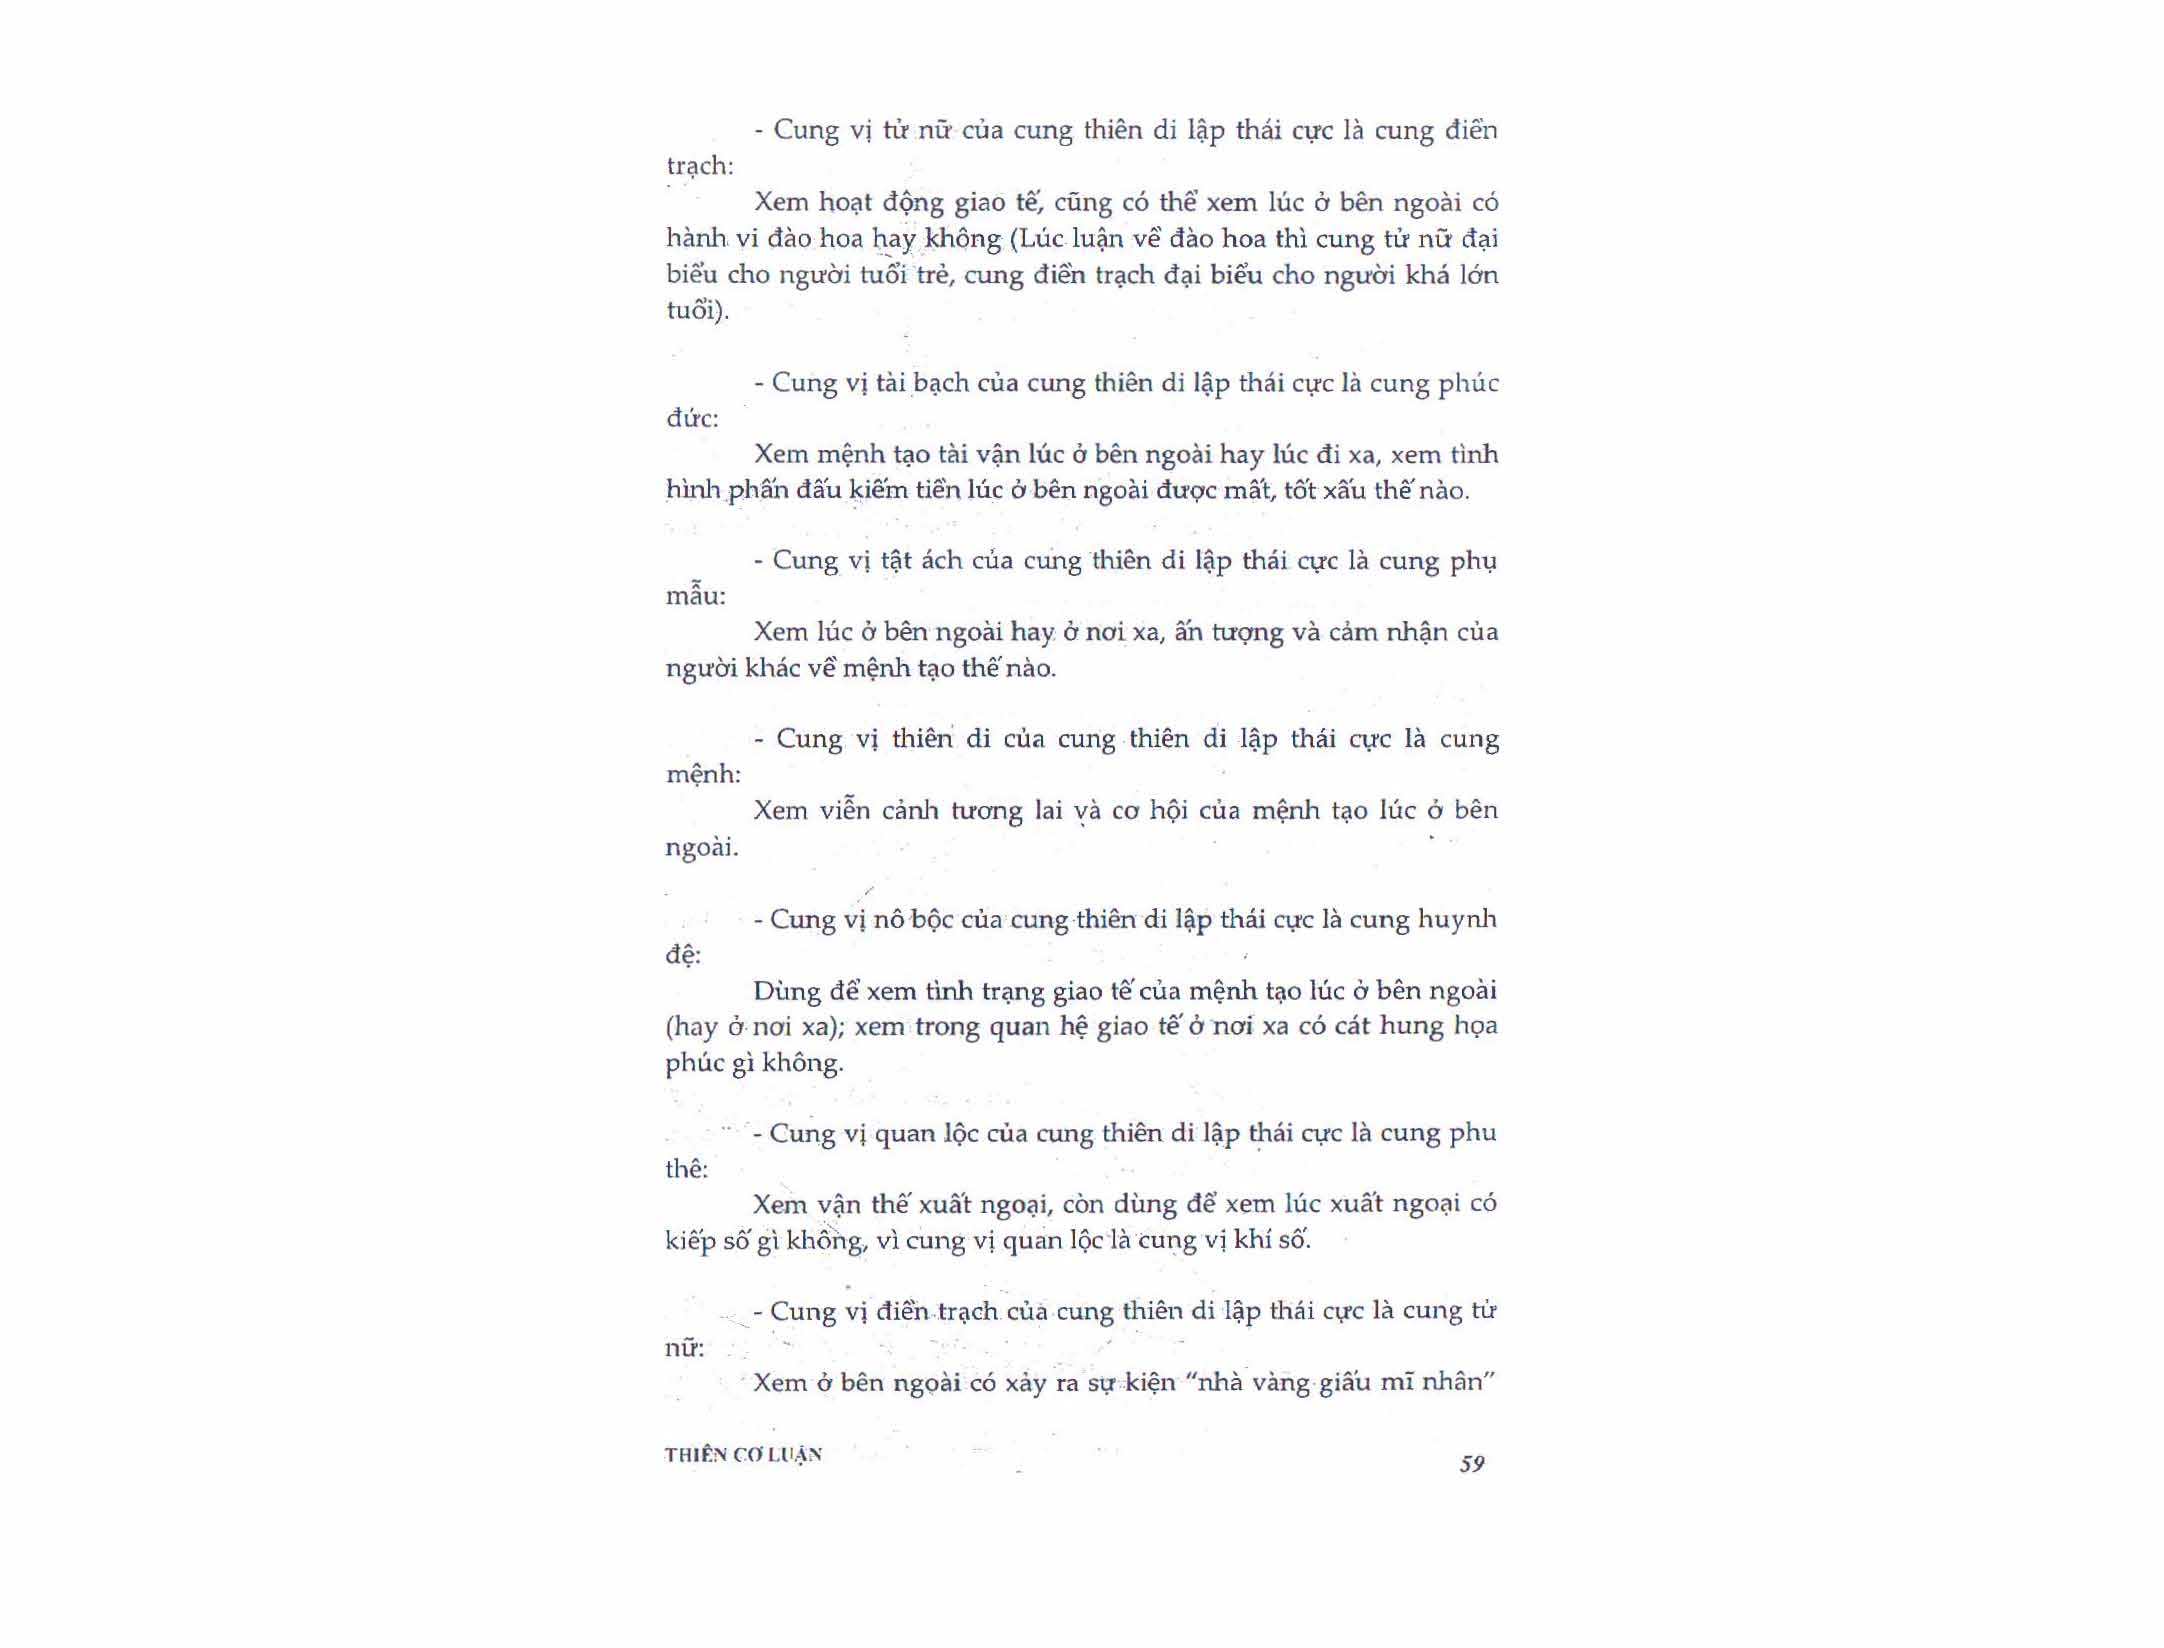 - Cung vị tử nữ của cung thiên di lập thái cực là cung điền
trạch:
Xem hoạt động giao tế, cũng có thể xem lúc ở bên ngoài có
hành vi đào hoa hay không (Lúc luận về đào hoa thì cung tử nữ đại
biểu cho người tuổi trẻ, cung điền trạch đại biểu cho người khá lớn
tuổi).
- Cung vị tài bạch của cung thiên di lập thái cực là cung phúc
đức:
Xem mệnh tạo tài vận lúc ở bên ngoài hay lúc đi xa, xem tình
hình phấn đấu kiếm tiền lúc ở bên ngoài được mất, tốt xấu thế nào.
- Cung vị tật ách của cung thiên di lập thái cực là cung phụ
mẫu:
Xem lúc ở bên ngoài hay ở nơi xa, ấn tượng và cảm nhận của
người khác về mệnh tạo thế nào.
- Cung vị thiên di của cung thiên di lập thái cực là cung
mệnh:
Xem viễn cảnh tương lai và cơ hội của mệnh tạo lúc ở bên
ngoài.
- Cung vị nô bộc của cung thiên di lập thái cực là cung huynh
đệ:
Dùng để xem tình trạng giao tế của mệnh tạo lúc ở bên ngoài
(hay ở nơi xa); xem trong quan hệ giao tế ở nơi xa có cát hung họa
phúc gì không.
- Cung vị quan lộc của cung thiên di lập thái cực là cung phu
thê:
Xem vận thế xuất ngoại, còn dùng để xem lúc xuất ngoại có
kiếp số gì không, vì cung vị quan lộc là cung vị khí số.
- Cung vị điền trạch của cung thiên di lập thái cực là cung tử
nữ:
Xem ở bên ngoài có xảy ra sự kiện "nhà vàng giấu mĩ nhân"
THIÊN CƠ LUẬN
59